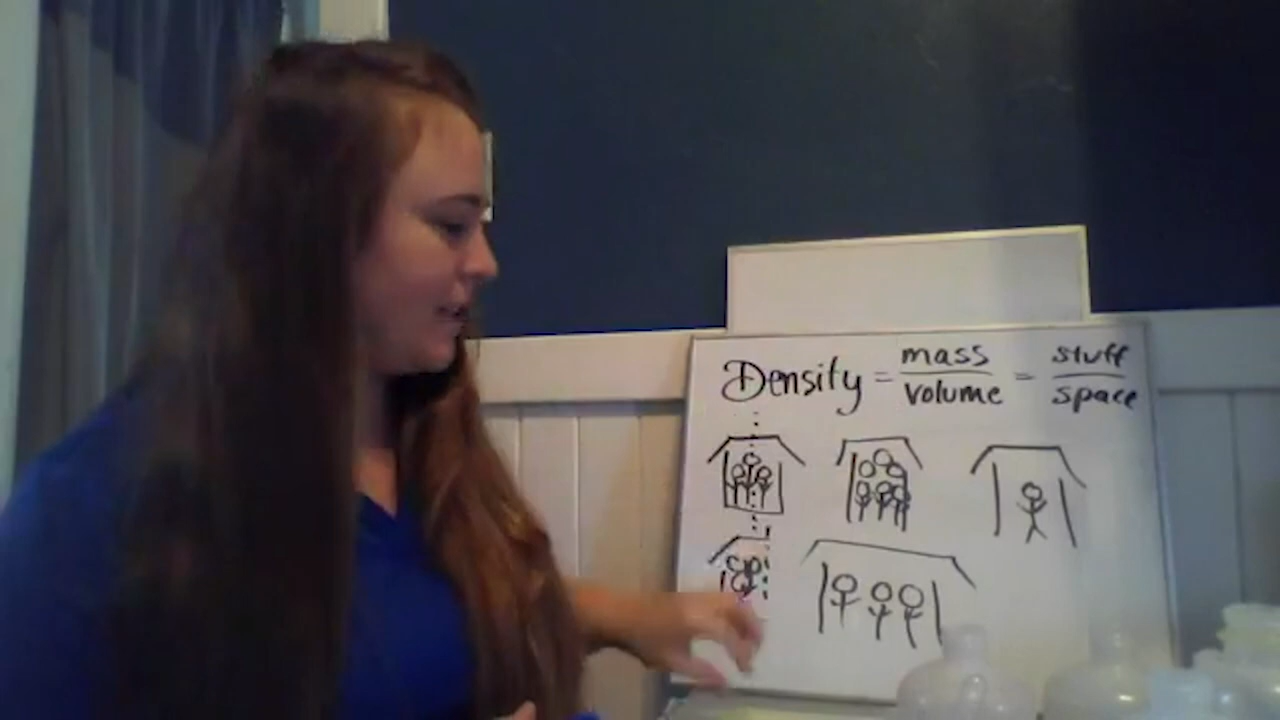 Density = mass/volume = stuff/space